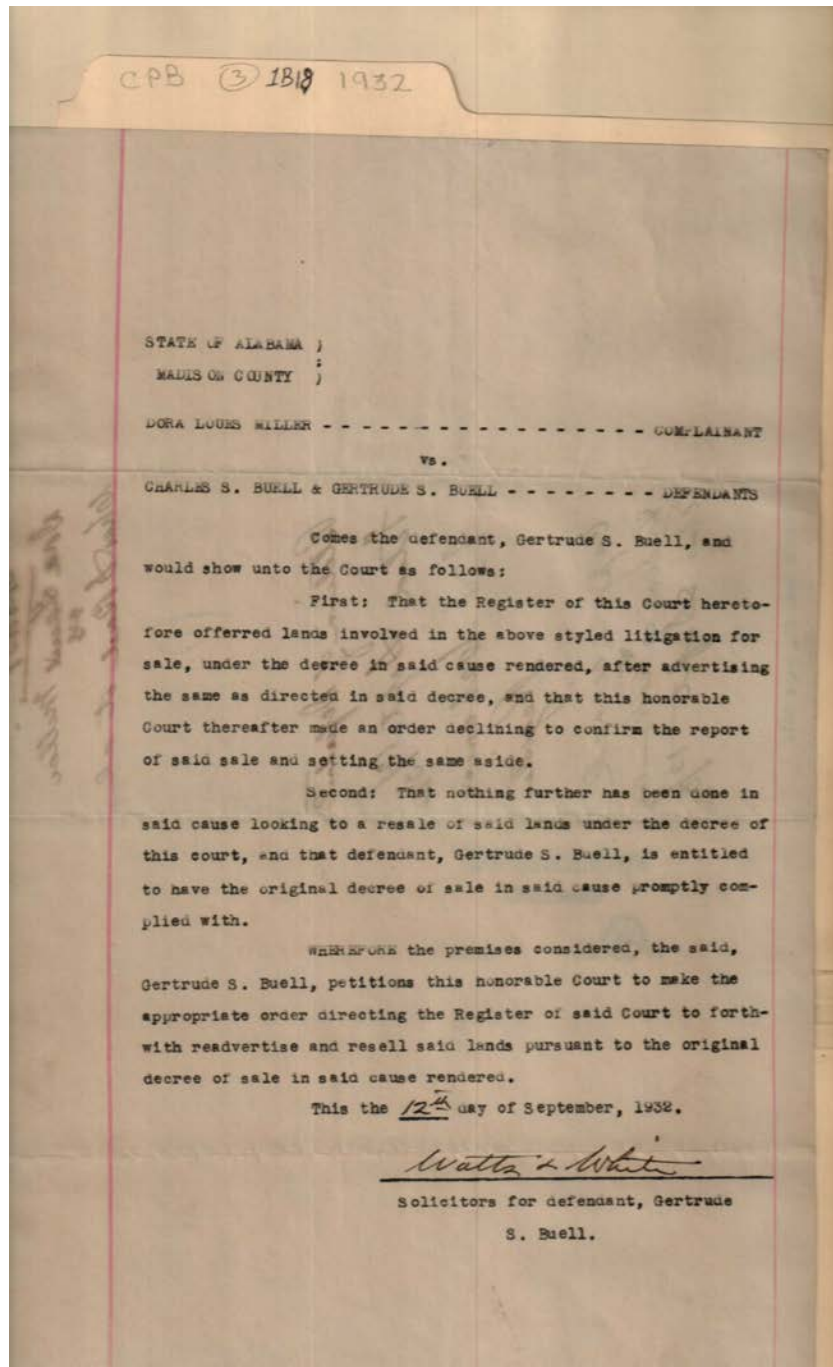 CPB ③ 1818 1932
STATE OF ALABAMA )
:
MADISON COUNTY )
DORA LOUES MILLER - - - - - - - - - - - - - - - - - - COMPLAINANT
vs.
CHARLES S. BUELL & GERTRUDE S. BUELL - - - - - - - - DEFENDANTS
Comes the defendant, Gertrude S. Buell, and
would show unto the Court as follows:
First: That the Register of this Court hereto-
fore offerred lands involved in the above styled litigation for
sale, under the decree in said cause rendered, after advertising
the same as directed in said decree, and that this honorable
Court thereafter made an order declining to confirm the report
of said sale and setting the same aside.
Second: That nothing further has been done in
said cause looking to a resale of said lands under the decree of
this court, and that defendant, Gertrude S. Buell, is entitled
to have the original decree of sale in said cause promptly com-
plied with.
WHEREFORE the premises considered, the said,
Gertrude S. Buell, petitions this honorable Court to make the
appropriate order directing the Register of said Court to forth-
with readvertise and resell said lands pursuant to the original
decree of sale in said cause rendered.
This the 12th day of September, 1932.
Watts & White
Solicitors for defendant, Gertrude
S. Buell.